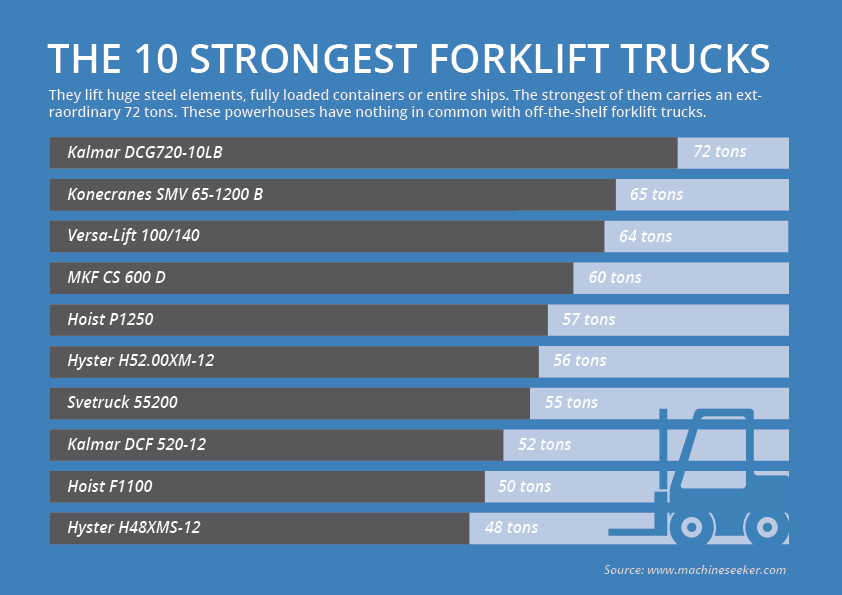 THE 10 STRONGEST FORKLIFT TRUCKS
They lift huge steel elements, fully loaded containers or entire ships. The strongest of them carries an ext-
raordinary 72 tons. These powerhouses have nothing in common with off-the-shelf forklift trucks.
Kalmar DCG720-10LB 72 tons
Konecranes SMV 65-1200 B 65 tons
Versa-Lift 100/140 64 tons
MKF CS 600 D 60 tons
Hoist P1250 57 tons
Hyster H52.00XM-12 56 tons
Svetruck 55200 55 tons
Kalmar DCF 520-12 52 tons
Hoist F1100 50 tons
Hyster H48XMS-12 48 tons
Source: www.machineseeker.com